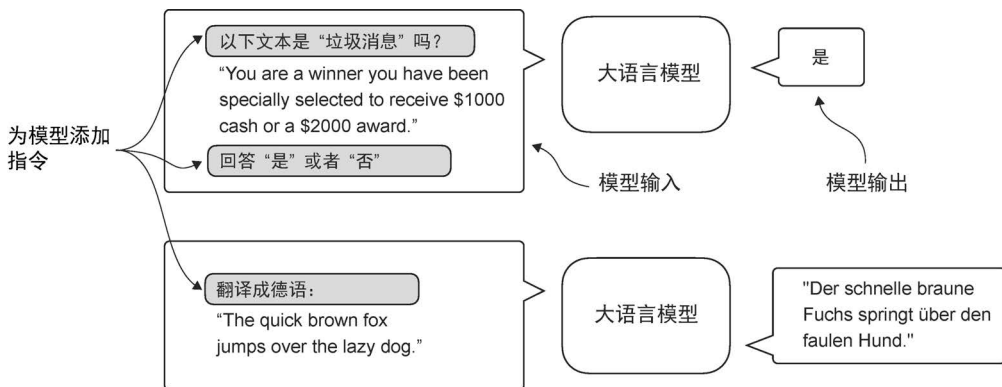 以下文本是“垃圾消息”吗？
“You are a winner you have been
specially selected to receive $1000
cash or a $2000 award.”
回答“是”或者“否”
大语言模型
是
为模型添加
指令
模型输入
模型输出
翻译成德语：
“The quick brown fox
jumps over the lazy dog.”
大语言模型
"Der schnelle braune
Fuchs springt über den
faulen Hund."